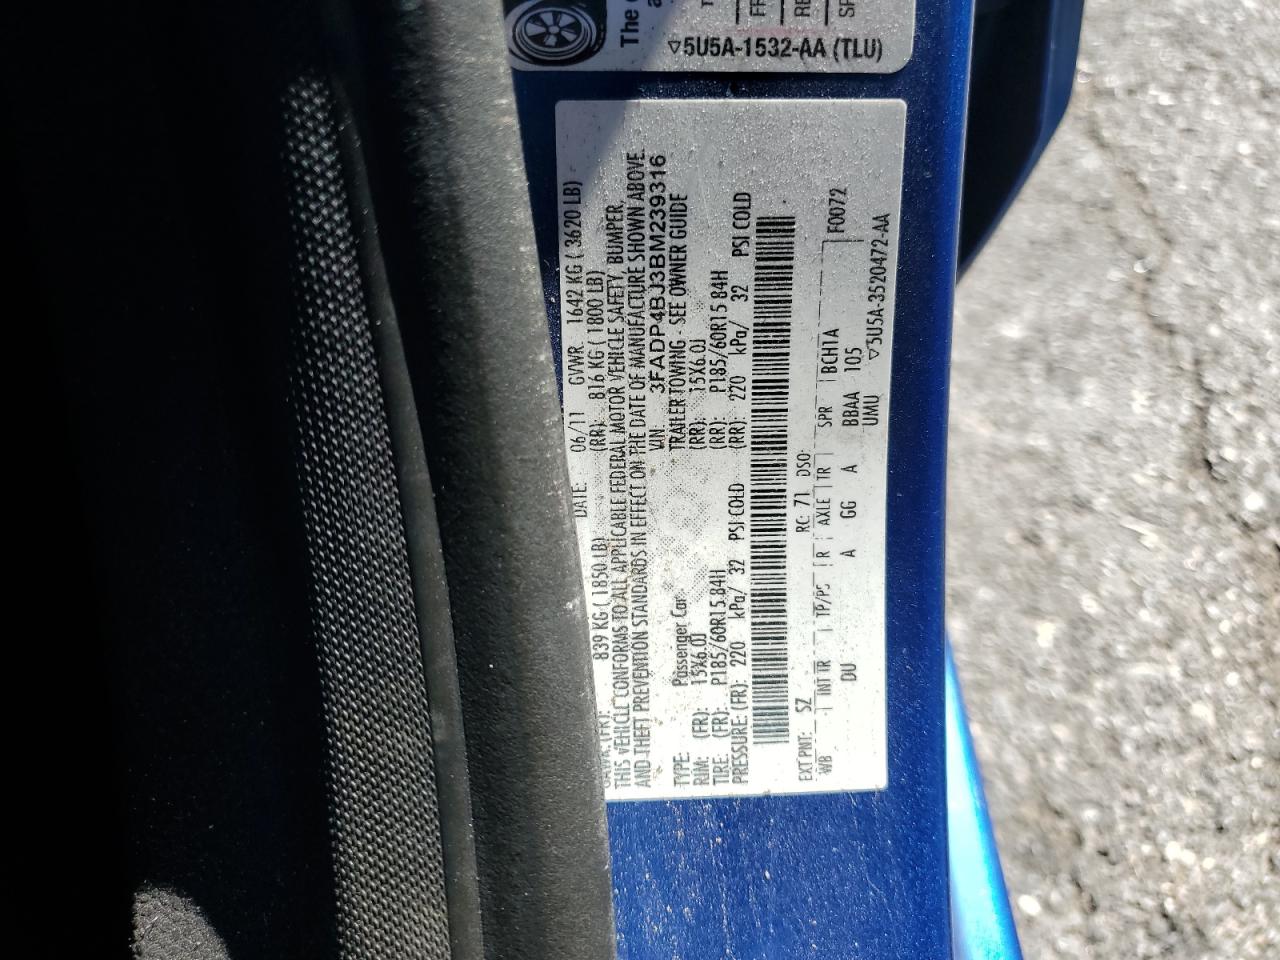 The
5U5A-1532-AA (TLU)
DATE: 06/11 GVWR 1642 KG ( 3620 LB)
(FR): 839 KG ( 1850 LB) (RR): 816 KG ( 1800 LB)
THIS VEHICLE CONFORMS TO ALL APPLICABLE FEDERAL MOTOR VEHICLE SAFETY, BUMPER,
AND THEFT PREVENTION STANDARDS IN EFFECT ON THE DATE OF MANUFACTURE SHOWN ABOVE.
VIN: 3FADP4BJ3BM239316
TYPE: Passenger Car TRAILER TOWING - SEE OWNER GUIDE
RIM: (FR): 15X6.0J (RR): 15X6.0J
TIRE: (FR): P185/60R15 84H (RR): P185/60R15 84H
PRESSURE: (FR): 220 kPa/ 32 PSI COLD (RR): 220 kPa/ 32 PSI COLD
EXT PNT: SZ RC: 71 DSO: F0072
WB INT TR TP/PS R AXLE TR SPR BCH1A
DU A GG A BBAA 105
UMU 5U5A-3520472-AA